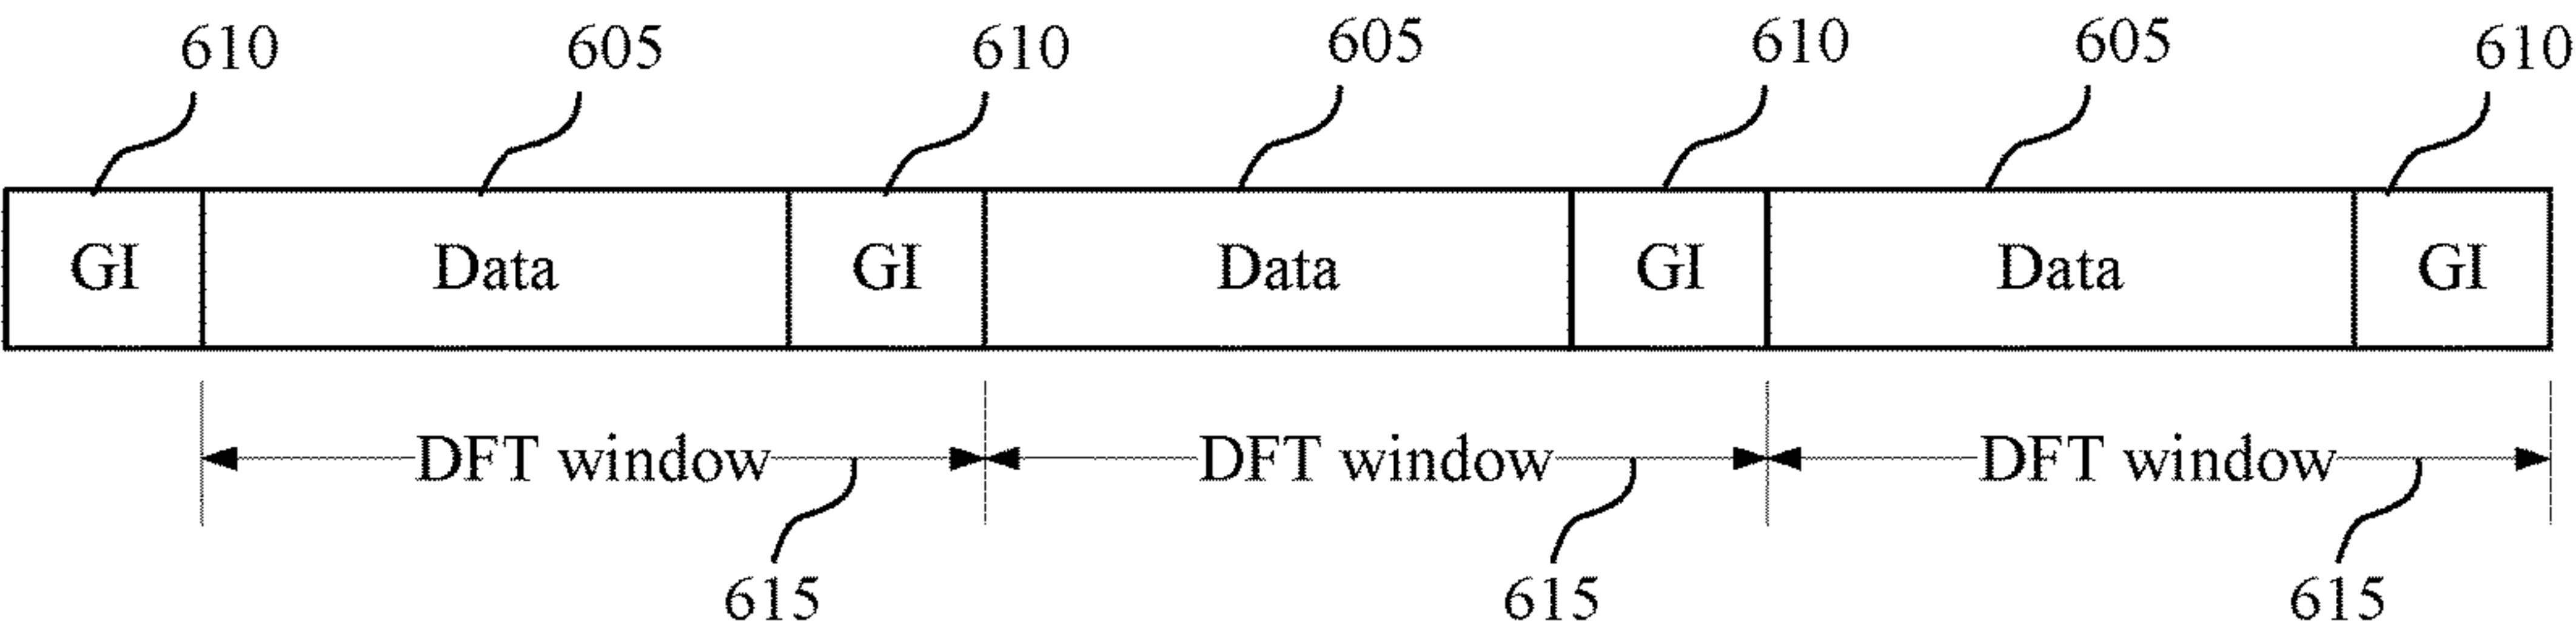 610 605 610 605 610 605 610
GI Data GI Data GI Data GI
DFT window DFT window DFT window
615 615 615